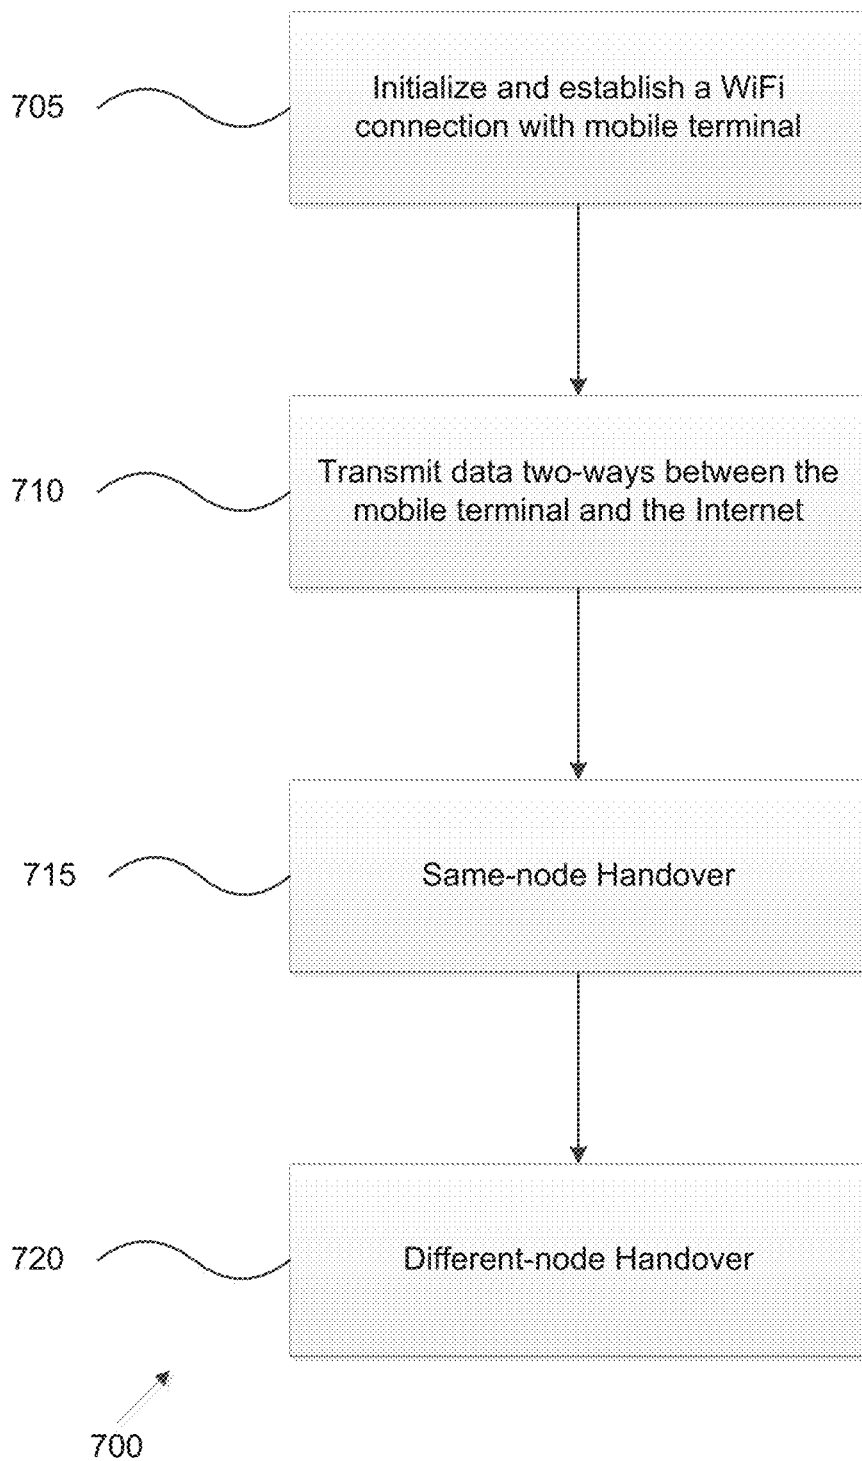 705
Initialize and establish a WiFi
connection with mobile terminal
710
Transmit data two-ways between the
mobile terminal and the Internet
715
Same-node Handover
720
Different-node Handover
700